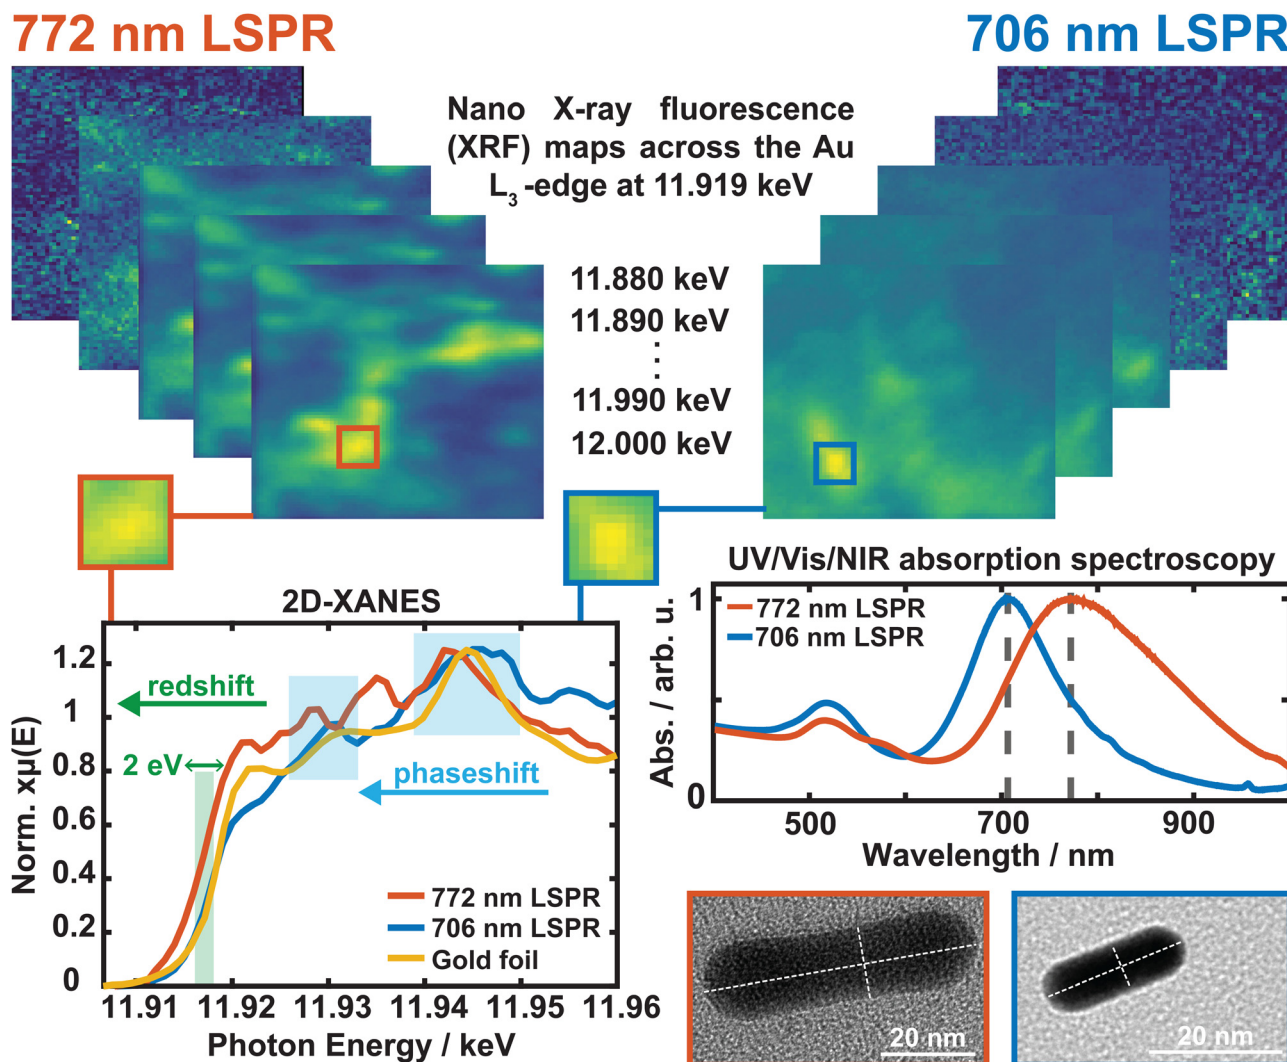 772 nm LSPR
706 nm LSPR
Nano X-ray fluorescence
(XRF) maps across the Au
L₃-edge at 11.919 keV
11.880 keV
11.890 keV
⋮
11.990 keV
12.000 keV
2D-XANES
1.2
1
0.8
0.6
0.4
0.2
0
Norm. xμ(E)
redshift
2 eV
phaseshift
772 nm LSPR
706 nm LSPR
Gold foil
11.91 11.92 11.93 11.94 11.95 11.96
Photon Energy / keV
UV/Vis/NIR absorption spectroscopy
1
0
Abs. / arb. u.
772 nm LSPR
706 nm LSPR
500 700 900
Wavelength / nm
20 nm
20 nm